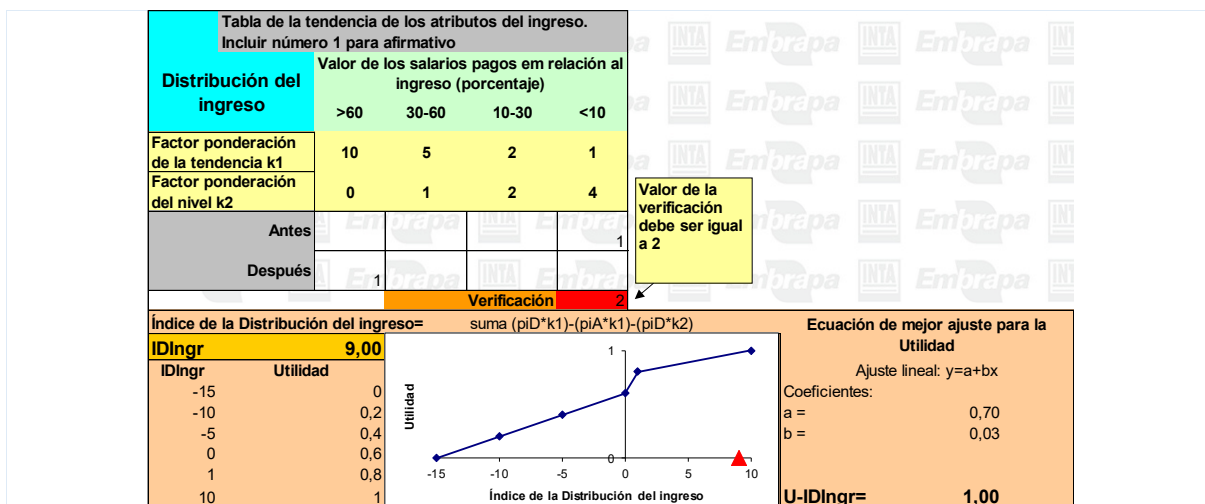 Tabla de la tendencia de los atributos del ingreso.
Incluir número 1 para afirmativo
Distribución del
ingreso
Valor de los salarios pagos em relación al
ingreso (porcentaje)
>60 30-60 10-30 <10
Factor ponderación
de la tendencia k1
10 5 2 1
Factor ponderación
del nivel k2
0 1 2 4
Antes 1
Después 1
Verificación 2
Valor de la
verificación
debe ser igual
a 2
Índice de la Distribución del ingreso= suma (piD*k1)-(piA*k1)-(piD*k2)
IDIngr 9,00
IDIngr Utilidad
-15 0
-10 0,2
-5 0,4
0 0,6
1 0,8
10 1
Utilidad
1
0
-15 -10 -5 0 5 10
Índice de la Distribución del ingreso
Ecuación de mejor ajuste para la
Utilidad
Ajuste lineal: y=a+bx
Coeficientes:
a = 0,70
b = 0,03
U-IDIngr= 1,00
INTA Embrapa INTA Embrapa